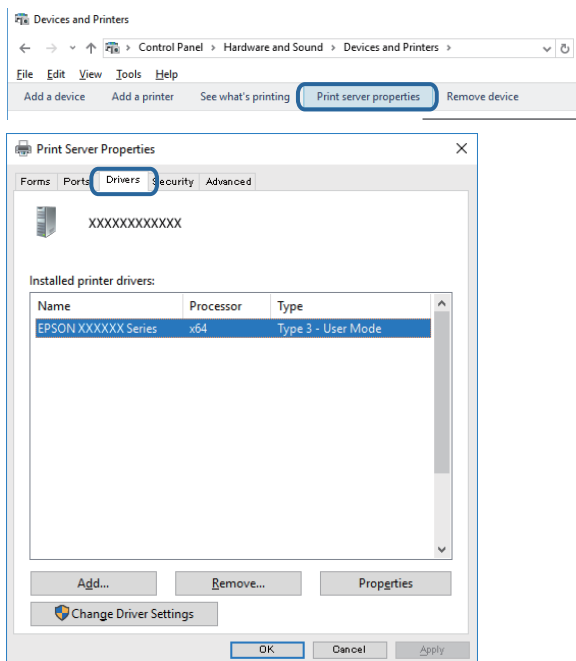 Devices and Printers
Control Panel > Hardware and Sound > Devices and Printers >
File Edit View Tools Help
Add a device Add a printer See what's printing Print server properties Remove device
Print Server Properties
Forms Ports Drivers Security Advanced
XXXXXXXXXXXX
Installed printer drivers:
Name Processor Type
EPSON XXXXXX Series x64 Type 3 - User Mode
Add... Remove... Properties
Change Driver Settings
OK Cancel Apply